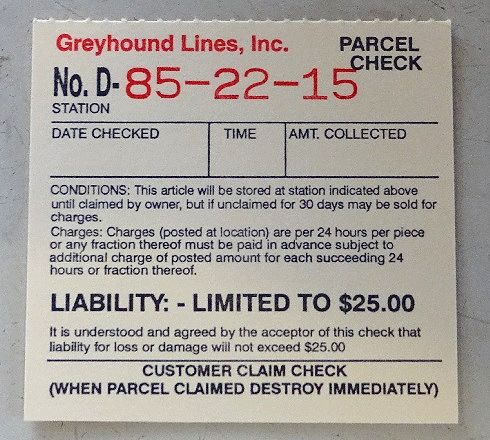 Greyhound Lines, Inc. PARCEL CHECK
No. D-85-22-15
STATION
DATE CHECKED TIME AMT. COLLECTED
CONDITIONS: This article will be stored at station indicated above
until claimed by owner, but if unclaimed for 30 days may be sold for
charges.
Charges: Charges (posted at location) are per 24 hours per piece
or any fraction thereof must be paid in advance subject to
additional charge of posted amount for each succeeding 24
hours or fraction thereof.
LIABILITY: - LIMITED TO $25.00
It is understood and agreed by the acceptor of this check that
liability for loss or damage will not exceed $25.00
CUSTOMER CLAIM CHECK
(WHEN PARCEL CLAIMED DESTROY IMMEDIATELY)